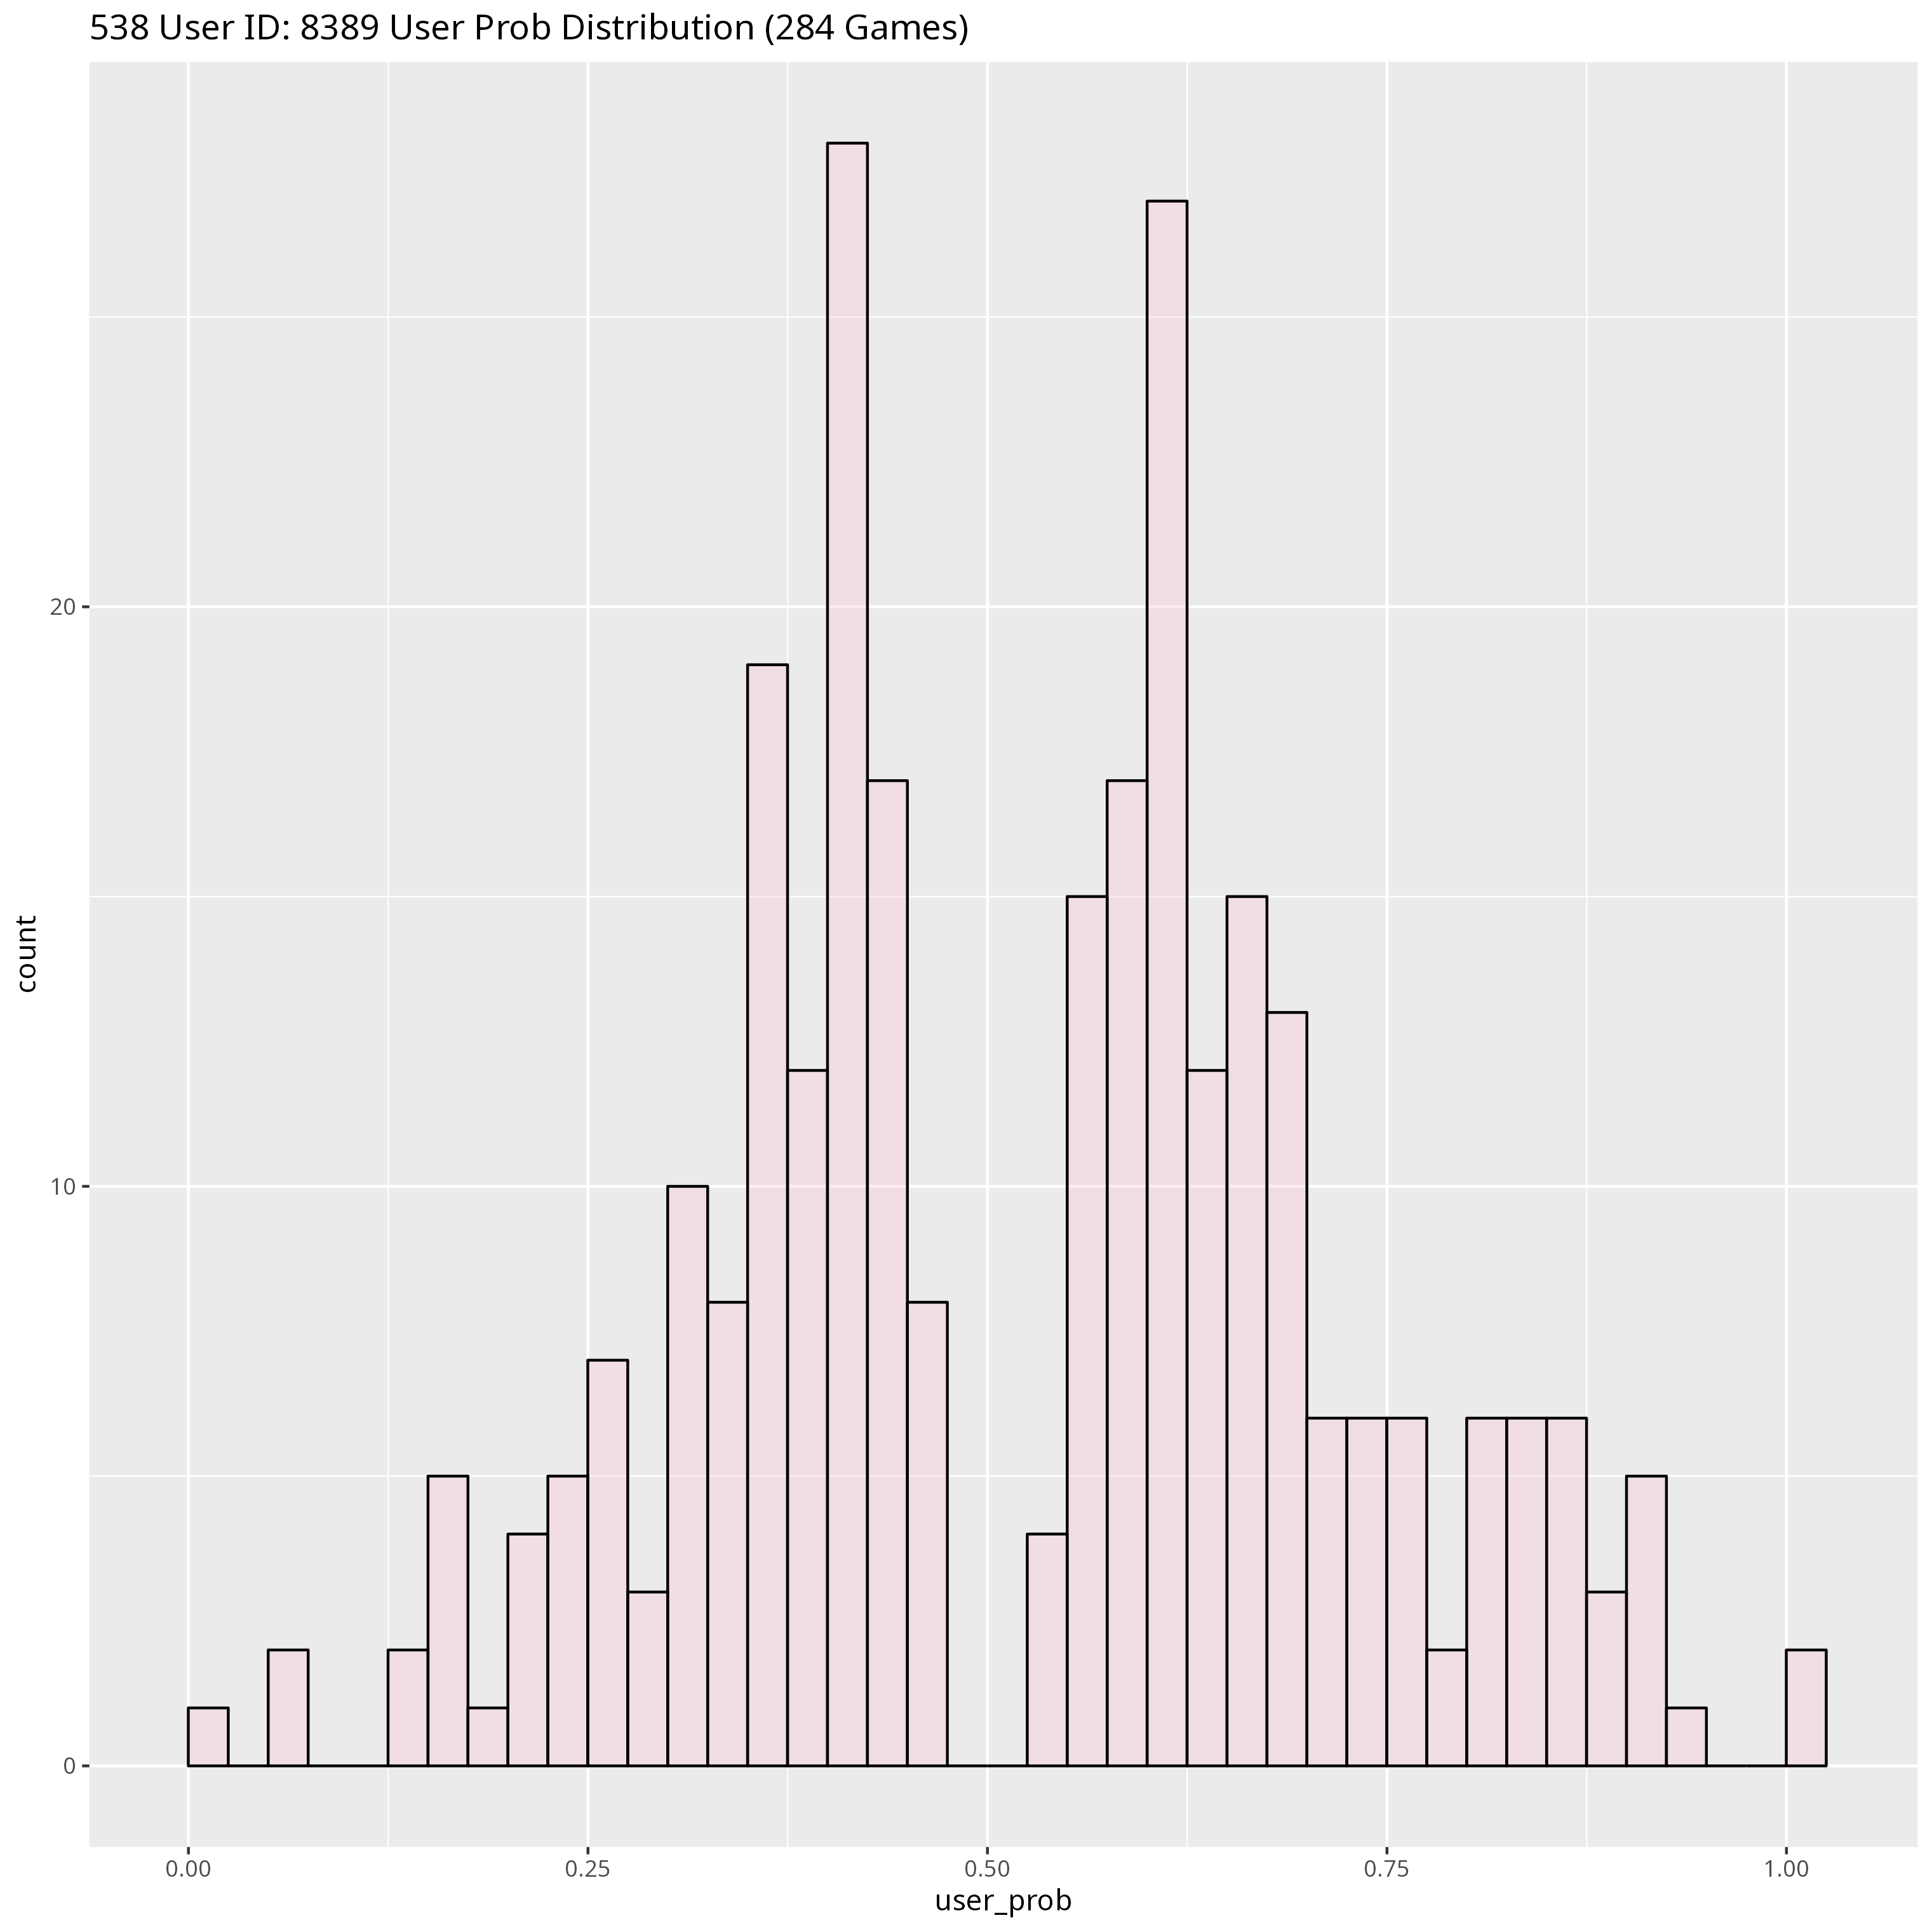 538 User ID: 8389 User Prob Distribution (284 Games)
count
20
10
0
0.00 0.25 0.50 0.75 1.00
user_prob